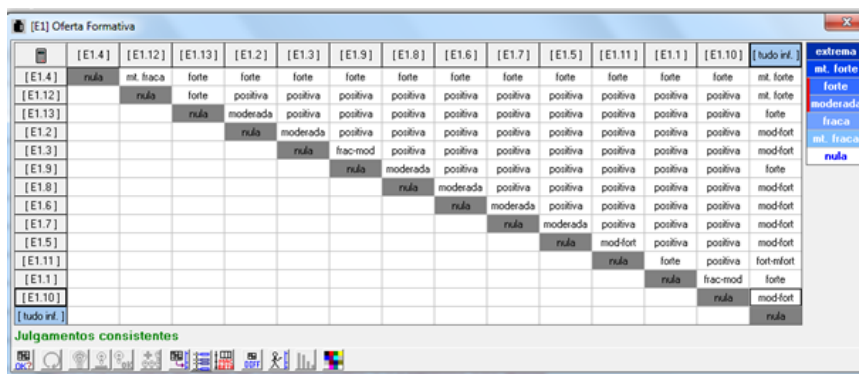 [E1] Oferta Formativa
[E1.4] [E1.12] [E1.13] [E1.2] [E1.3] [E1.9] [E1.8] [E1.6] [E1.7] [E1.5] [E1.11] [E1.1] [E1.10] [ tudo inf. ] extrema
[E1.4] nula mt. fraca forte forte forte forte forte forte forte forte forte forte forte mt. forte mt. forte
[E1.12] nula forte positiva positiva positiva positiva positiva positiva positiva positiva positiva positiva mt. forte forte
[E1.13] nula moderada positiva positiva positiva positiva positiva positiva positiva positiva positiva forte moderada
[E1.2] nula moderada positiva positiva positiva positiva positiva positiva positiva positiva mod-fort fraca
[E1.3] nula frac-mod positiva positiva positiva positiva positiva positiva positiva mod-fort mt. fraca
[E1.9] nula moderada positiva positiva positiva positiva positiva positiva forte nula
[E1.8] nula moderada positiva positiva positiva positiva positiva mod-fort
[E1.6] nula moderada positiva positiva positiva positiva mod-fort
[E1.7] nula moderada positiva positiva positiva mod-fort
[E1.5] nula mod-fort positiva positiva mod-fort
[E1.11] nula forte positiva fort-mfort
[E1.1] nula frac-mod forte
[E1.10] nula mod-fort
[ tudo inf. ] nula
Julgamentos consistentes
OK? OK DIFF